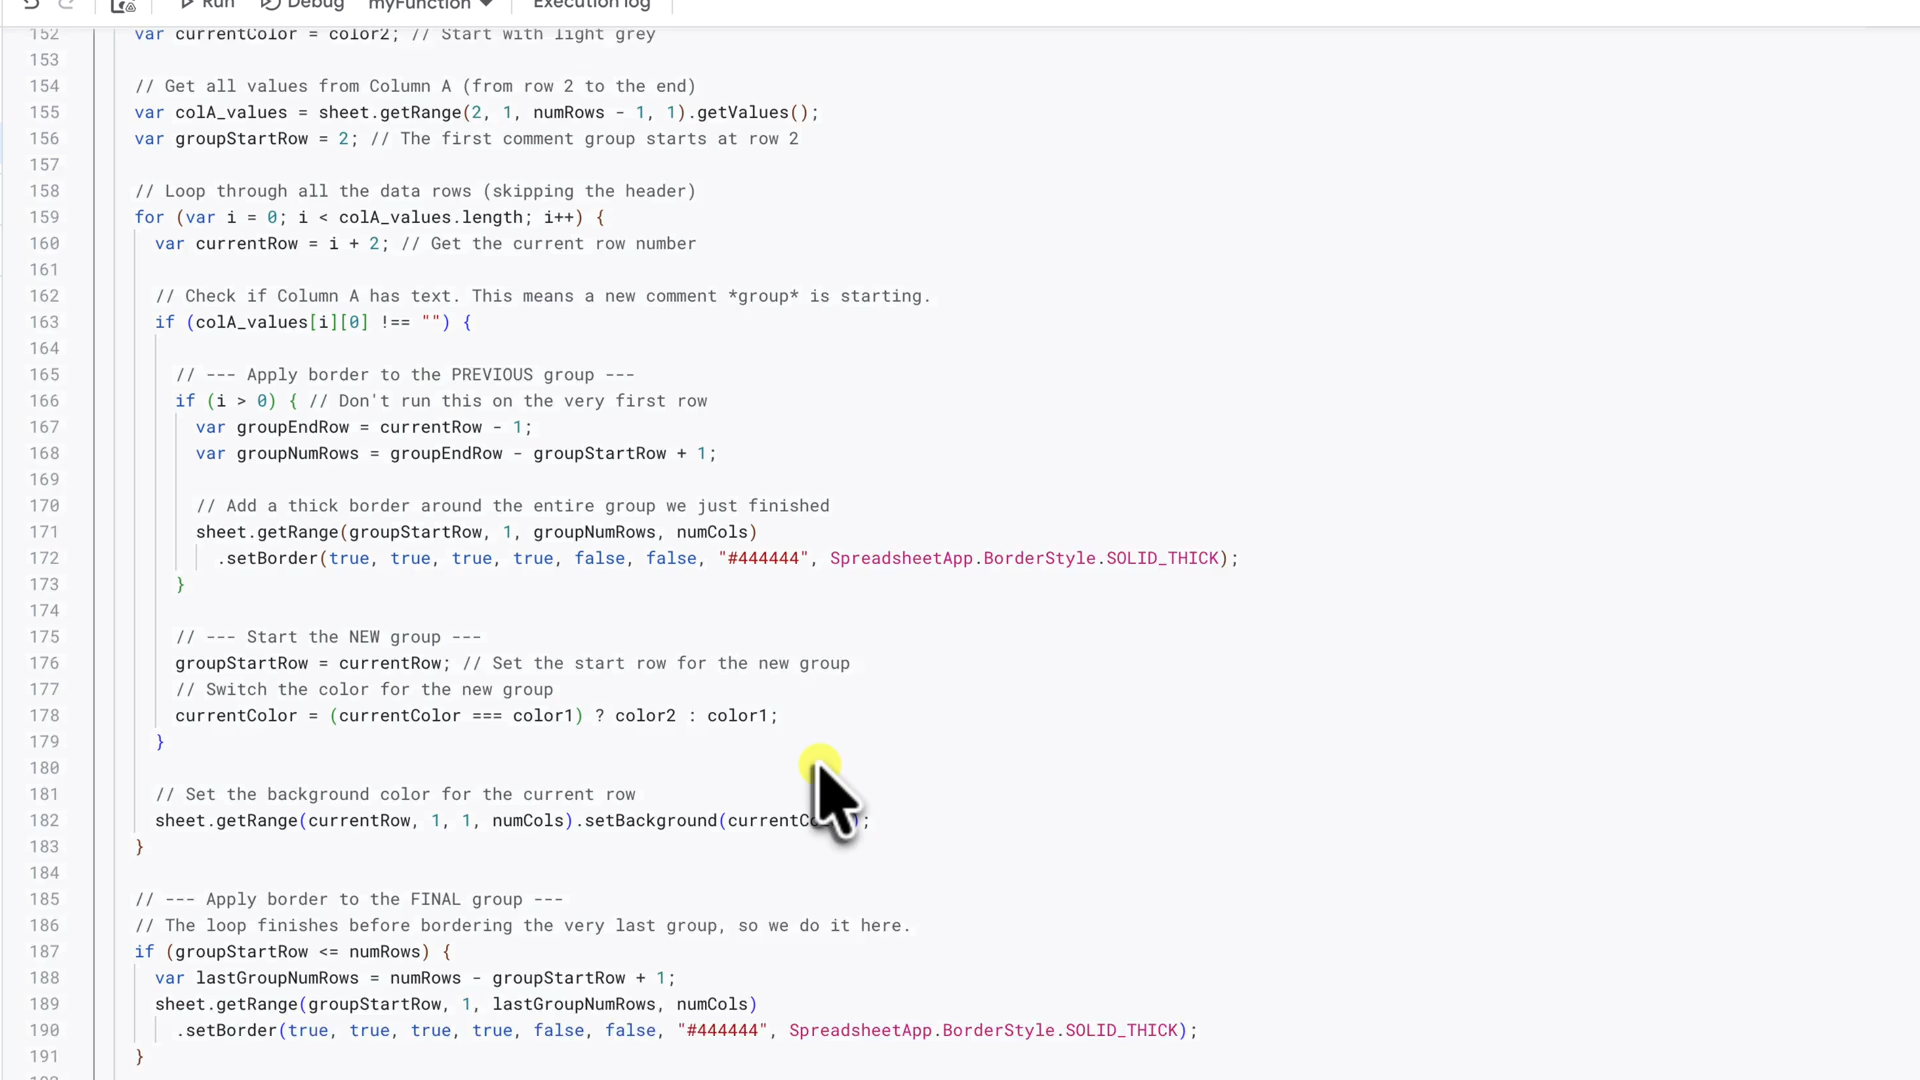 Run Debug myFunction Execution log
152 var currentColor = color2; // Start with light grey
153
154 // Get all values from Column A (from row 2 to the end)
155 var colA_values = sheet.getRange(2, 1, numRows - 1, 1).getValues();
156 var groupStartRow = 2; // The first comment group starts at row 2
157
158 // Loop through all the data rows (skipping the header)
159 for (var i = 0; i < colA_values.length; i++) {
160 var currentRow = i + 2; // Get the current row number
161
162 // Check if Column A has text. This means a new comment *group* is starting.
163 if (colA_values[i][0] !== "") {
164
165 // --- Apply border to the PREVIOUS group ---
166 if (i > 0) { // Don't run this on the very first row
167 var groupEndRow = currentRow - 1;
168 var groupNumRows = groupEndRow - groupStartRow + 1;
169
170 // Add a thick border around the entire group we just finished
171 sheet.getRange(groupStartRow, 1, groupNumRows, numCols)
172 .setBorder(true, true, true, true, false, false, "#444444", SpreadsheetApp.BorderStyle.SOLID_THICK);
173 }
174
175 // --- Start the NEW group ---
176 groupStartRow = currentRow; // Set the start row for the new group
177 // Switch the color for the new group
178 currentColor = (currentColor === color1) ? color2 : color1;
179 }
180
181 // Set the background color for the current row
182 sheet.getRange(currentRow, 1, 1, numCols).setBackground(currentC );
183 }
184
185 // --- Apply border to the FINAL group ---
186 // The loop finishes before bordering the very last group, so we do it here.
187 if (groupStartRow <= numRows) {
188 var lastGroupNumRows = numRows - groupStartRow + 1;
189 sheet.getRange(groupStartRow, 1, lastGroupNumRows, numCols)
190 .setBorder(true, true, true, true, false, false, "#444444", SpreadsheetApp.BorderStyle.SOLID_THICK);
191 }